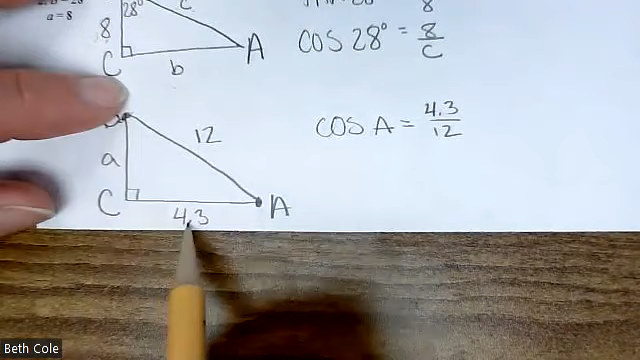 a = 8
28°
c
8
8
COS 28° = 8/C
C
b
A
12
COS A = 4.3/12
a
C
4.3
A
Beth Cole